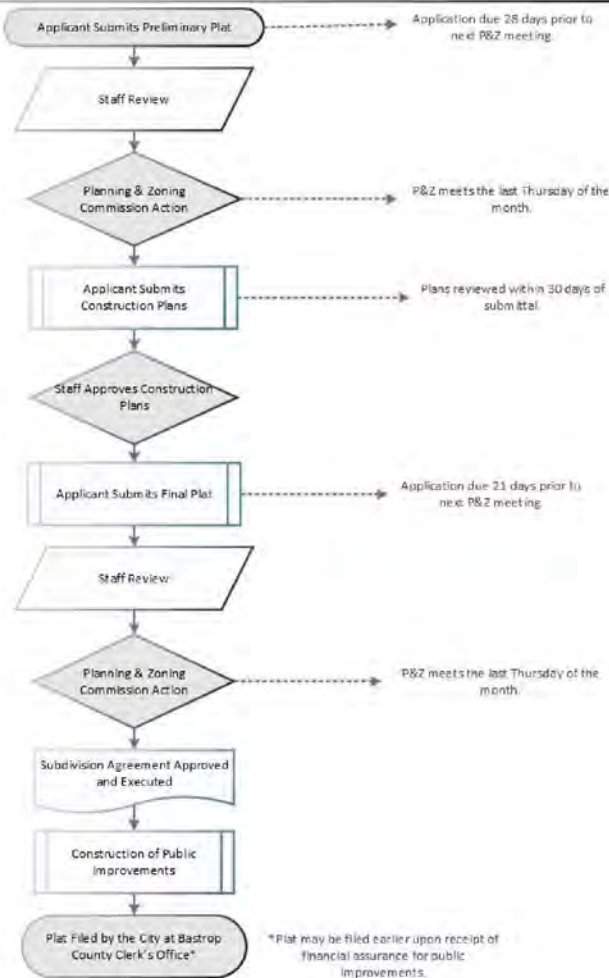 Applicant Submits Preliminary Plat
Application due 28 days prior to
next P&Z meeting.
Staff Review
Planning & Zoning
Commission Action
P&Z meets the last Thursday of the
month.
Applicant Submits
Construction Plans
Plans reviewed within 30 days of
submittal.
Staff Approves Construction
Plans
Applicant Submits Final Plat
Application due 21 days prior to
next P&Z meeting.
Staff Review
Planning & Zoning
Commission Action
P&Z meets the last Thursday of the
month.
Subdivision Agreement Approved
and Executed
Construction of Public
Improvements
Plat Filed by the City at Bastrop
County Clerk's Office*
*Plat may be filed earlier upon receipt of
financial assurance for public
improvements.